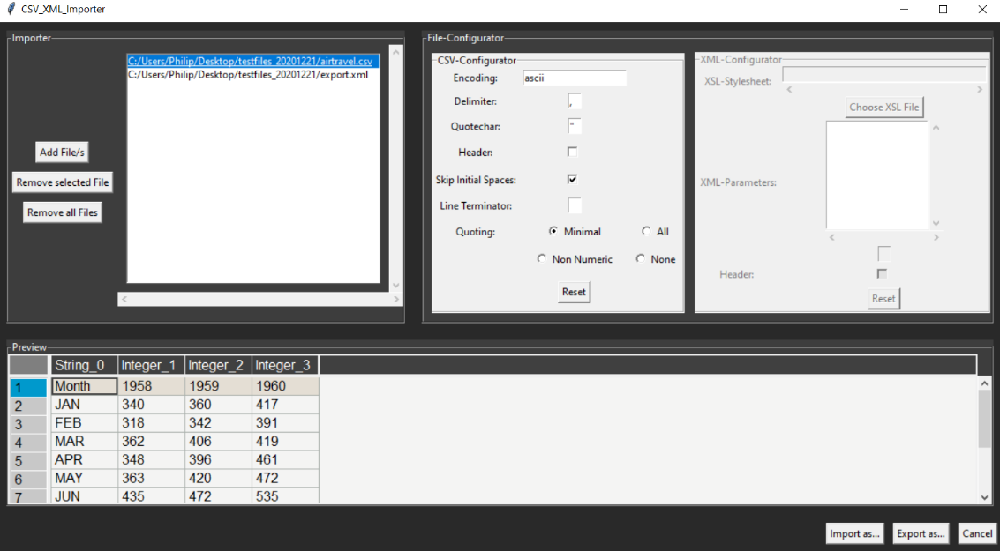 CSV_XML_Importer
Importer
C:/Users/Philip/Desktop/testfiles_20201221/airtravel.csv
C:/Users/Philip/Desktop/testfiles_20201221/export.xml
Add File/s
Remove selected File
Remove all Files
File-Configurator
CSV-Configurator
Encoding: ascii
Delimiter: ,
Quotechar: "
Header:
Skip Initial Spaces:
Line Terminator:
Quoting: Minimal All
Non Numeric None
Reset
XML-Configurator
XSL-Stylesheet:
Choose XSL File
XML-Parameters:
Header:
Reset
Preview
String_0 Integer_1 Integer_2 Integer_3
1 Month 1958 1959 1960
2 JAN 340 360 417
3 FEB 318 342 391
4 MAR 362 406 419
5 APR 348 396 461
6 MAY 363 420 472
7 JUN 435 472 535
Import as... Export as... Cancel